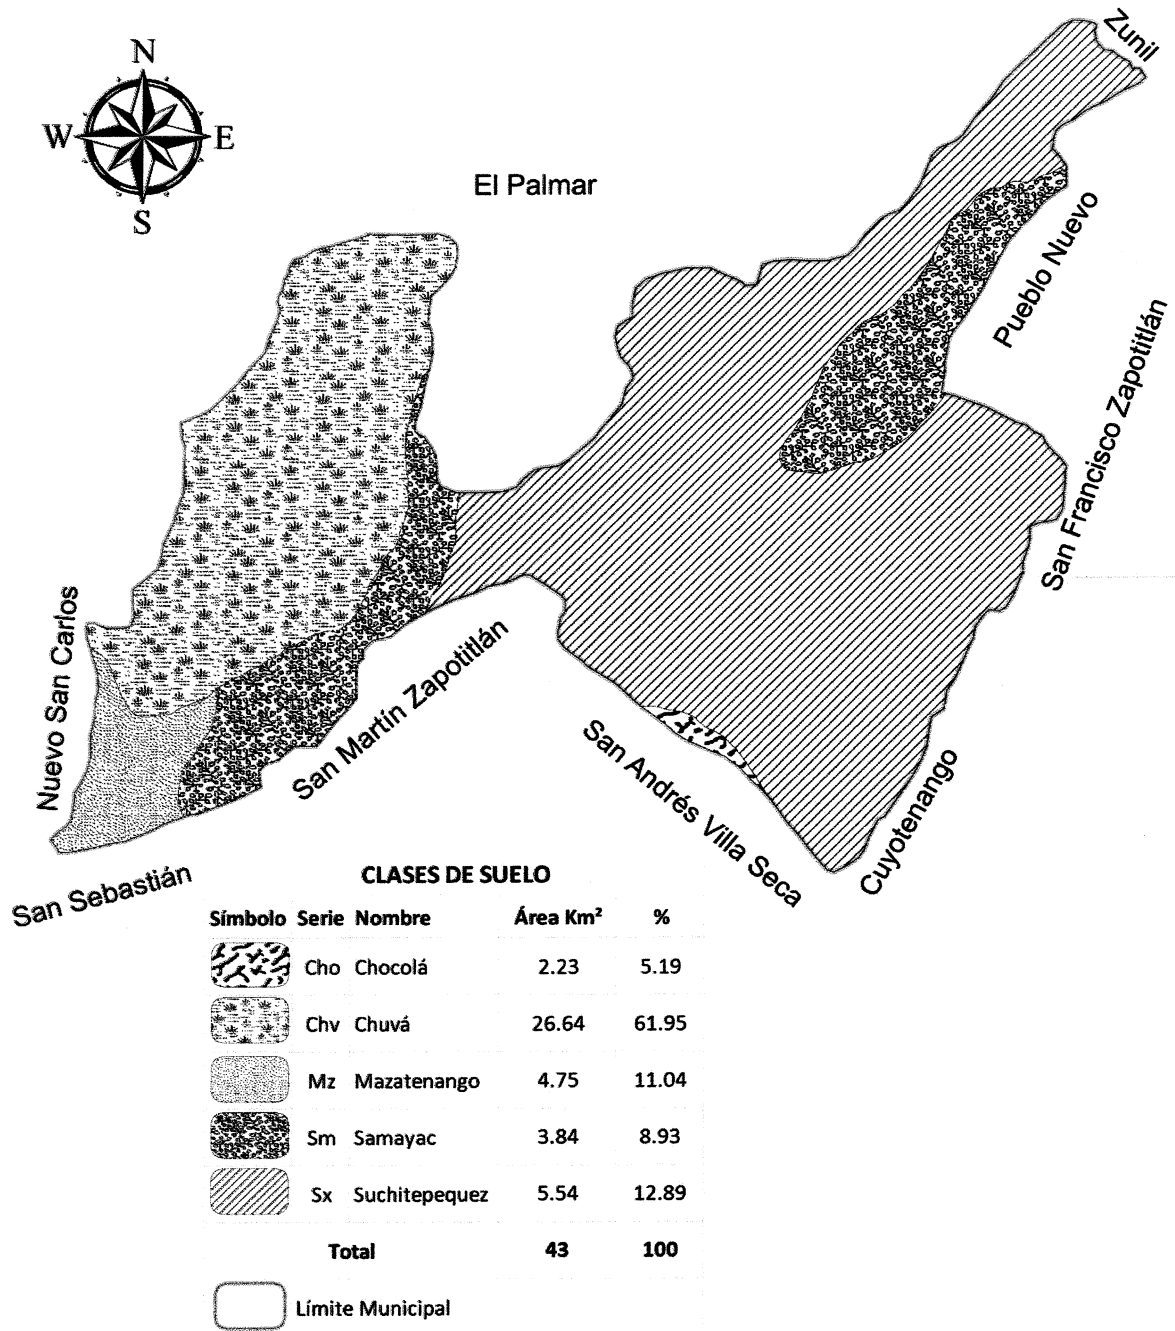 N
W E
S
Zunil
El Palmar
Pueblo Nuevo
San Francisco Zapotitlán
Nuevo San Carlos
San Martín Zapotitlán
San Andrés Villa Seca
Cuyotenango
San Sebastián
CLASES DE SUELO
Símbolo Serie Nombre Área Km² %
Cho Chocolá 2.23 5.19
Chv Chuvá 26.64 61.95
Mz Mazatenango 4.75 11.04
Sm Samayac 3.84 8.93
Sx Suchitepequez 5.54 12.89
Total 43 100
Límite Municipal